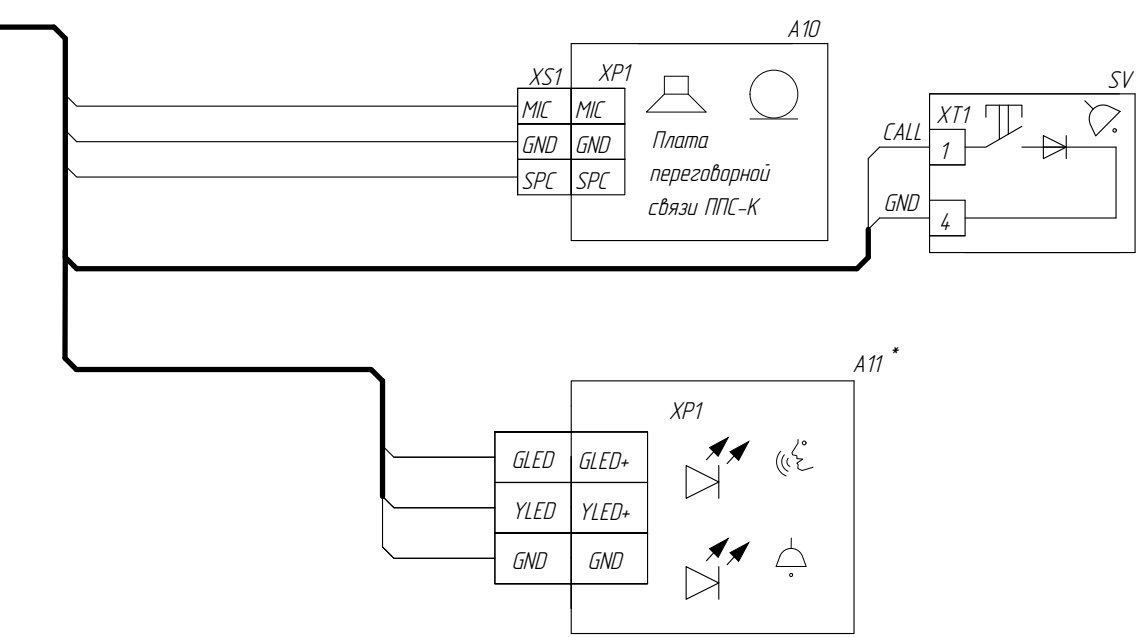 A10
XS1
XP1
MIC
MIC
GND
GND
SPC
SPC
Плата
переговорной
связи ППС-К
SV
XT1
CALL
1
GND
4
A11 *
XP1
GLED
GLED+
YLED
YLED+
GND
GND